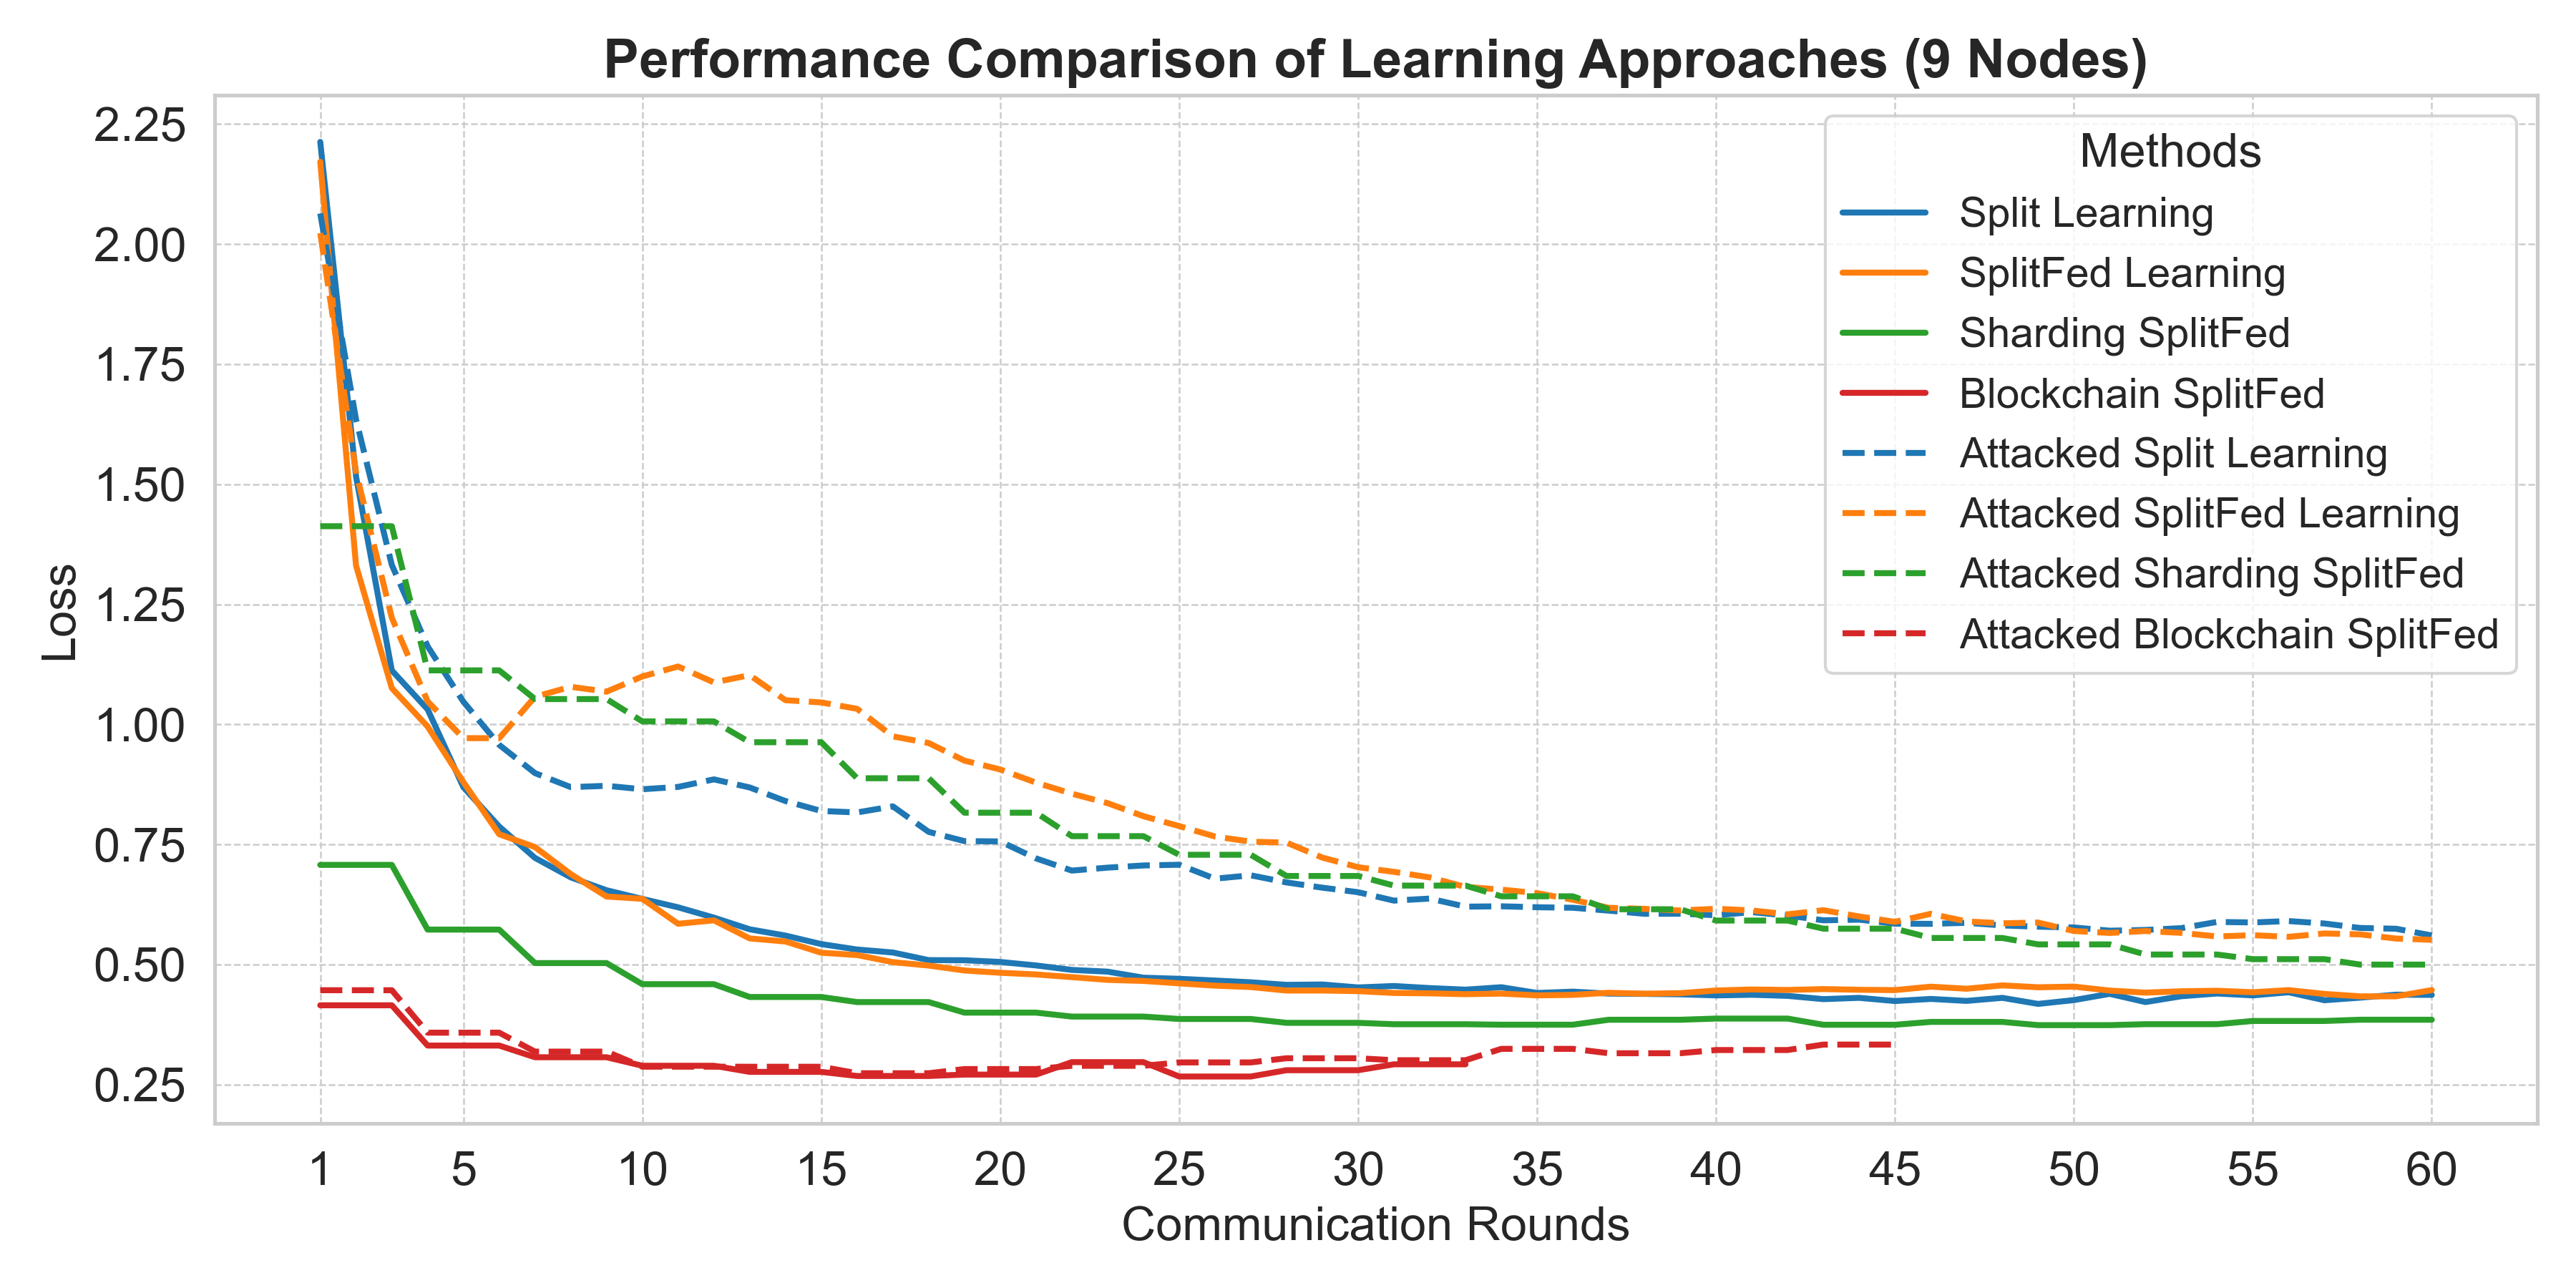 Performance Comparison of Learning Approaches (9 Nodes)
2.25
2.00
1.75
1.50
1.25
1.00
0.75
0.50
0.25
Loss
Methods
Split Learning
SplitFed Learning
Sharding SplitFed
Blockchain SplitFed
Attacked Split Learning
Attacked SplitFed Learning
Attacked Sharding SplitFed
Attacked Blockchain SplitFed
1 5 10 15 20 25 30 35 40 45 50 55 60
Communication Rounds